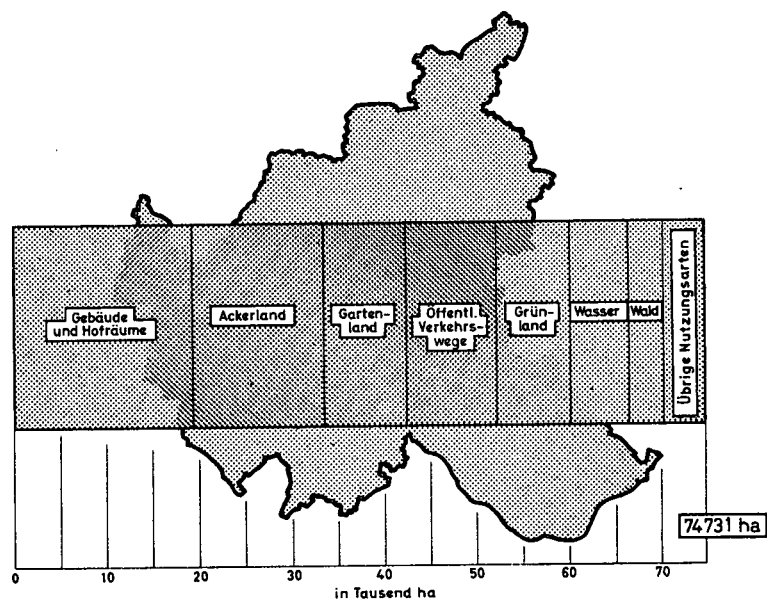 Gebäude
und Hofräume
Ackerland
Garten-
land
Öffentl.
Verkehrs-
wege
Grün-
land
Wasser
Wald
Übrige Nutzungsarten
74731 ha
0 10 20 30 40 50 60 70
in Tausend ha